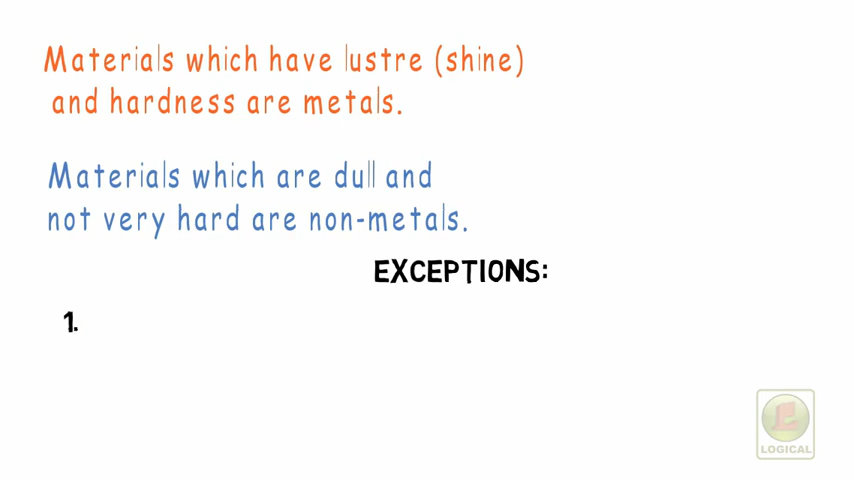 Materials which have lustre (shine)
and hardness are metals.
Materials which are dull and
not very hard are non-metals.
EXCEPTIONS:
1.
L
LOGICAL